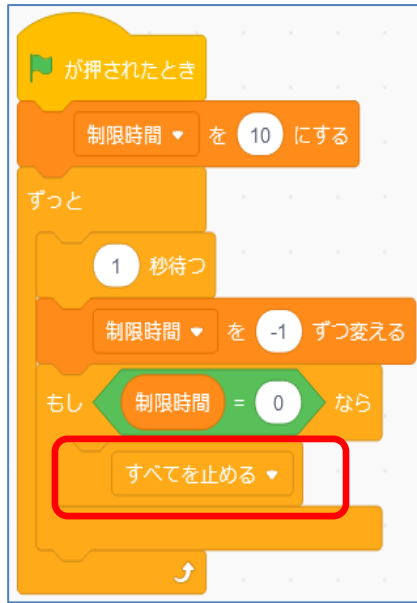 が押されたとき
制限時間 を 10 にする
ずっと
1 秒待つ
制限時間 を -1 ずつ変える
もし 制限時間 = 0 なら
すべてを止める